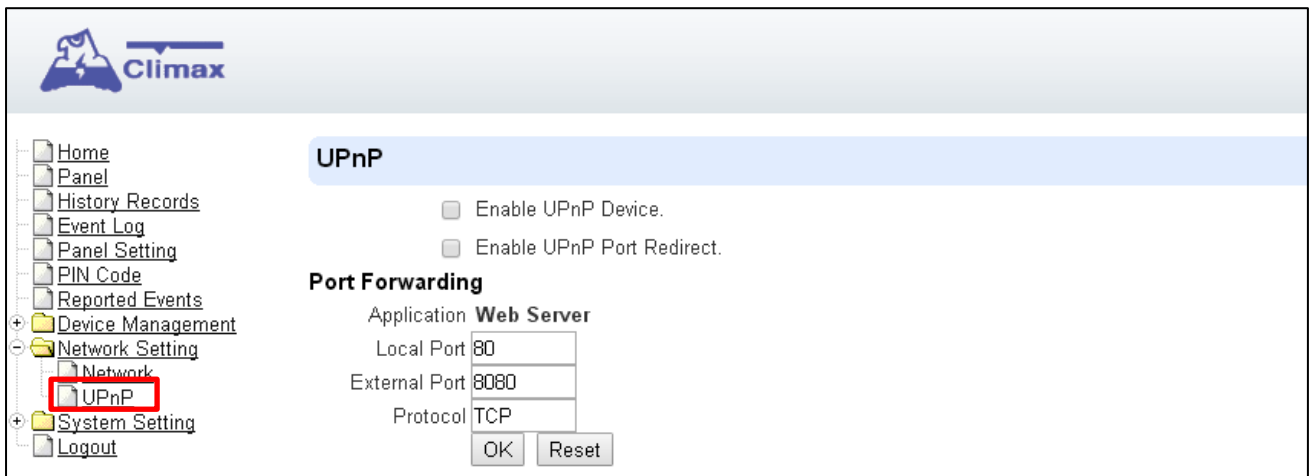 Climax
Home
Panel
History Records
Event Log
Panel Setting
PIN Code
Reported Events
Device Management
Network Setting
Network
UPnP
System Setting
Logout
UPnP
Enable UPnP Device.
Enable UPnP Port Redirect.
Port Forwarding
Application Web Server
Local Port 80
External Port 8080
Protocol TCP
OK Reset